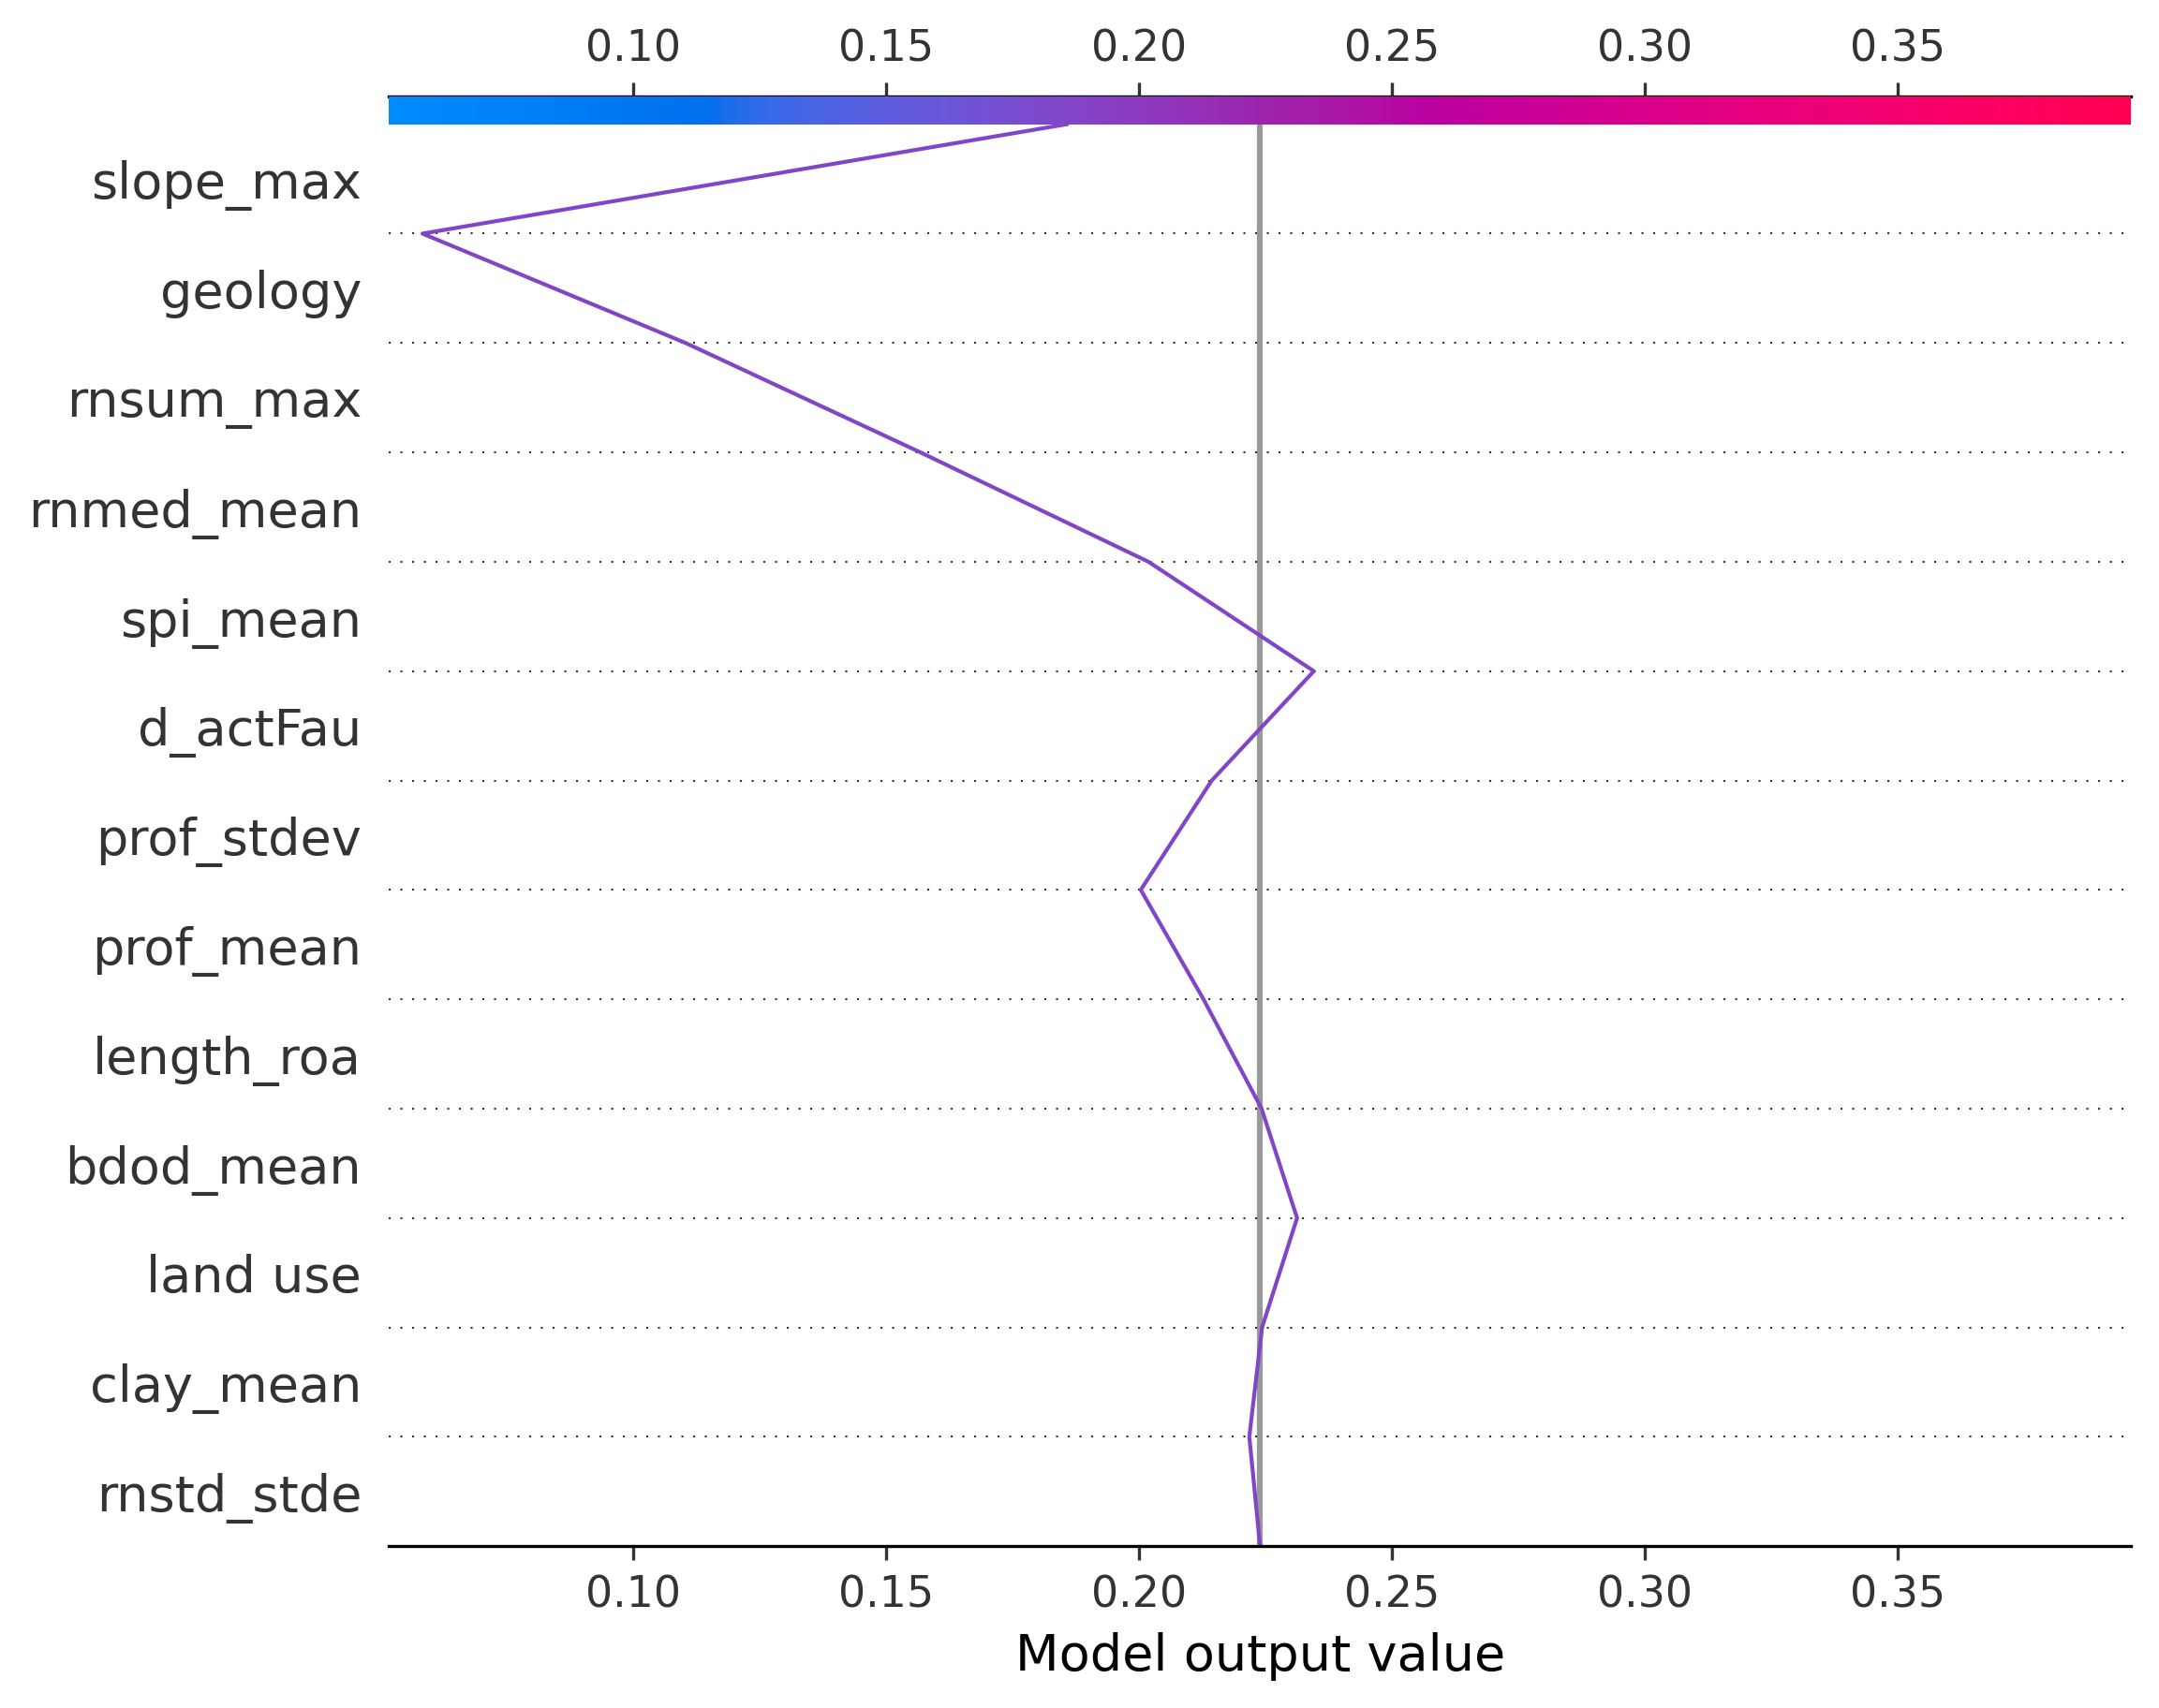 0.10 0.15 0.20 0.25 0.30 0.35
slope_max
geology
rnsum_max
rnmed_mean
spi_mean
d_actFau
prof_stdev
prof_mean
length_roa
bdod_mean
land use
clay_mean
rnstd_stde
0.10 0.15 0.20 0.25 0.30 0.35
Model output value